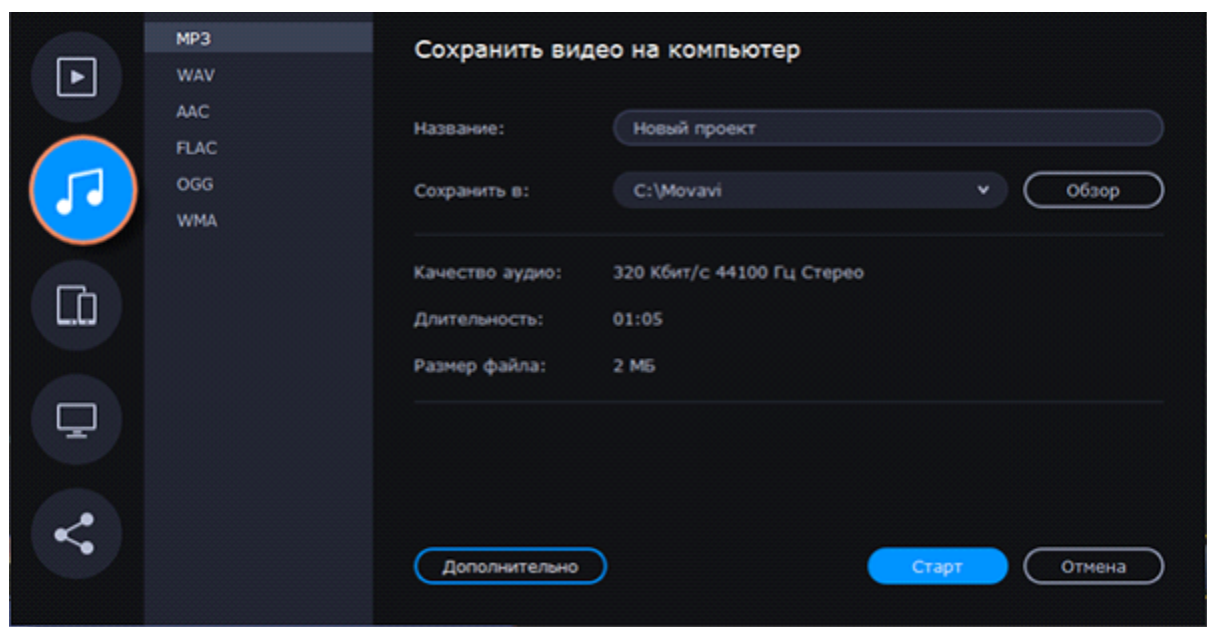 MP3
WAV
AAC
FLAC
OGG
WMA
Сохранить видео на компьютер
Название: Новый проект
Сохранить в: C:\Movavi Обзор
Качество аудио: 320 Кбит/с 44100 Гц Стерео
Длительность: 01:05
Размер файла: 2 МБ
Дополнительно Старт Отмена